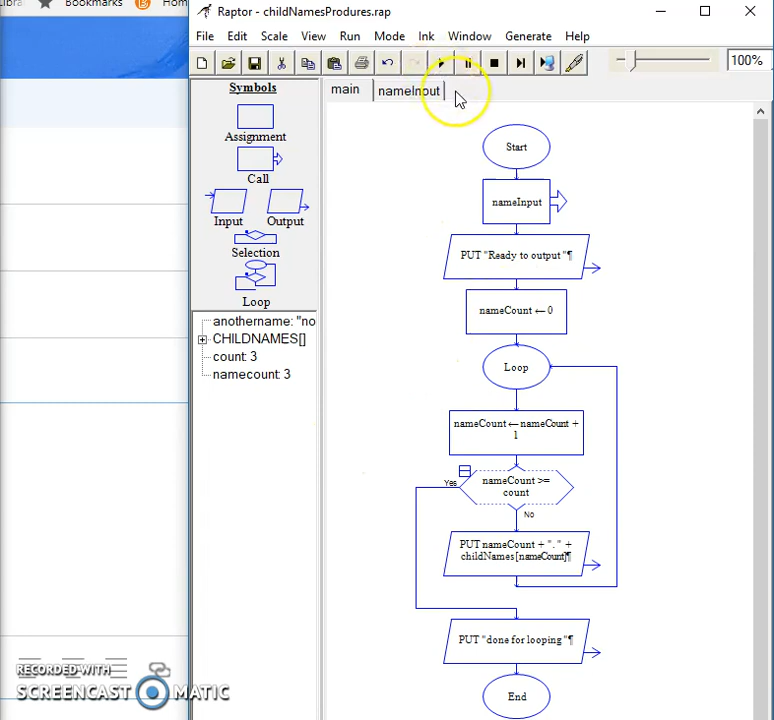 Libra
Bookmarks
Hom
Raptor - childNamesProdures.rap
File Edit Scale View Run Mode Ink Window Generate Help
100%
Symbols
Assignment
Call
Input Output
Selection
Loop
anothername: "no
CHILDNAMES[]
count: 3
namecount: 3
main nameInput
Start
nameInput
PUT "Ready to output "¶
nameCount ← 0
Loop
nameCount ← nameCount +
1
Yes
nameCount >=
count
No
PUT nameCount + ". " +
childNames[nameCount]¶
PUT "done for looping "¶
End
RECORDED WITH
SCREENCAST MATIC